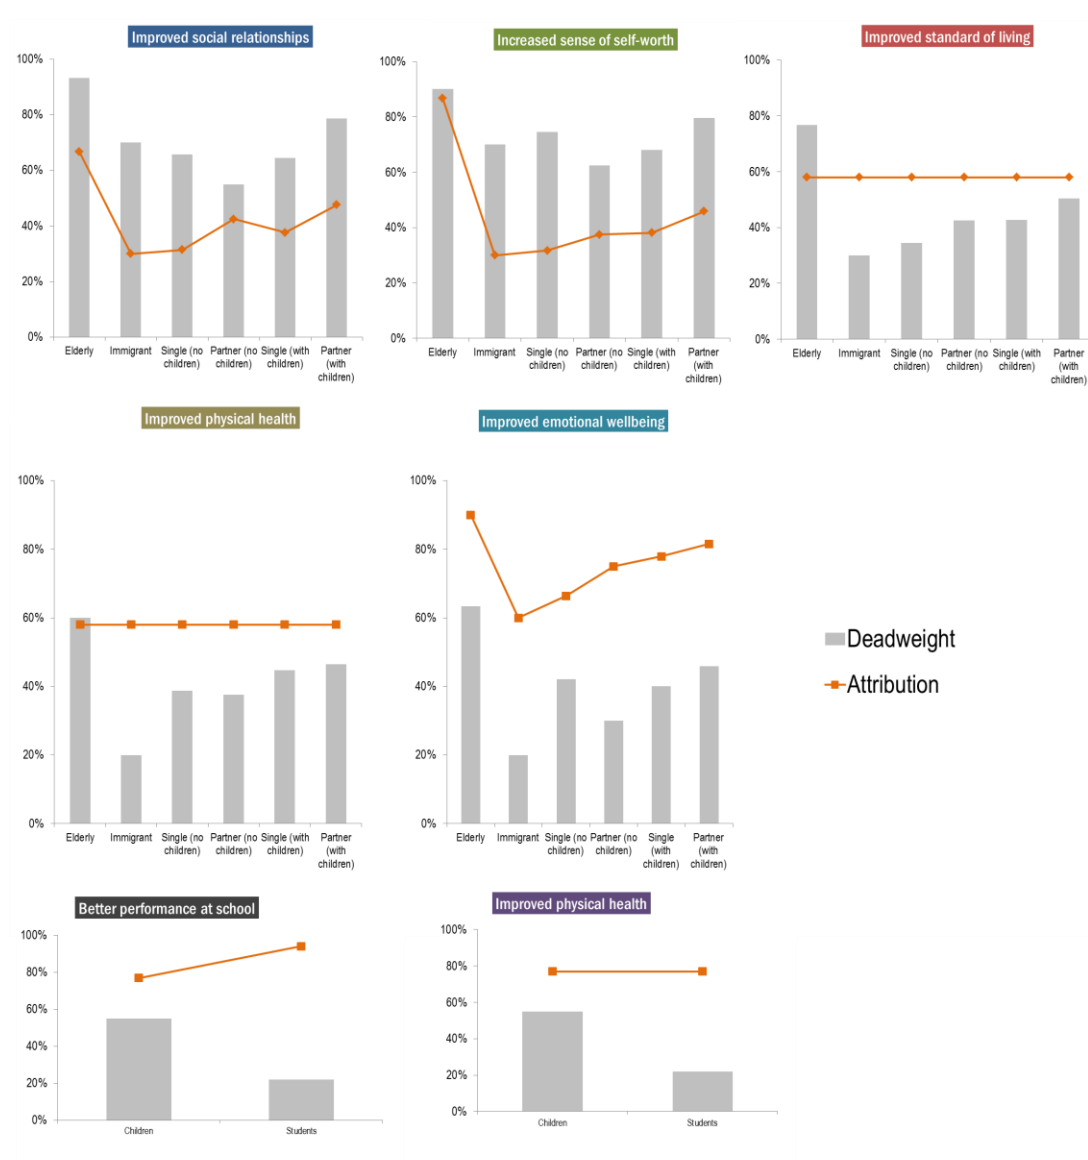 Improved social relationships
100%
80%
60%
40%
20%
0%
Elderly
Immigrant
Single (no
children)
Partner (no
children)
Single (with
children)
Partner
(with
children)
Increased sense of self-worth
100%
80%
60%
40%
20%
0%
Elderly
Immigrant
Single (no
children)
Partner (no
children)
Single (with
children)
Partner
(with
children)
Improved standard of living
100%
80%
60%
40%
20%
0%
Elderly
Immigrant
Single (no
children)
Partner (no
children)
Single (with
children)
Partner
(with
children)
Improved physical health
100%
80%
60%
40%
20%
0%
Elderly
Immigrant
Single (no
children)
Partner (no
children)
Single (with
children)
Partner
(with
children)
Improved emotional wellbeing
100%
80%
60%
40%
20%
0%
Elderly
Immigrant
Single (no
children)
Partner (no
children)
Single
(with
children)
Partner
(with
children)
Deadweight
Attribution
Better performance at school
100%
80%
60%
40%
20%
0%
Children
Students
Improved physical health
100%
80%
60%
40%
20%
0%
Children
Students